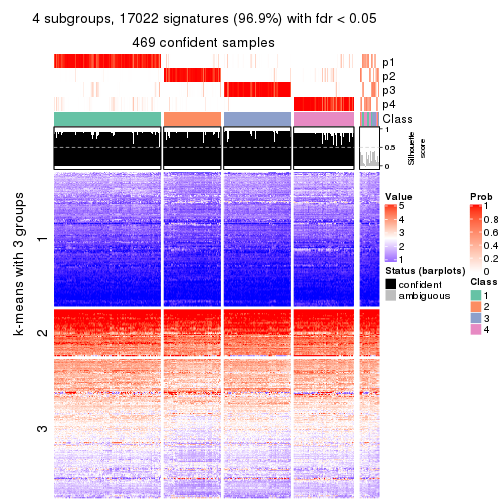 4 subgroups, 17022 signatures (96.9%) with fdr < 0.05
469 confident samples
p1
p2
p3
p4
Class
1
0.5
0
Silhouette
score
k-means with 3 groups
1
2
3
Value
5
4
3
2
1
Status (barplots)
confident
ambiguous
Prob
1
0.8
0.6
0.4
0.2
0
Class
1
2
3
4